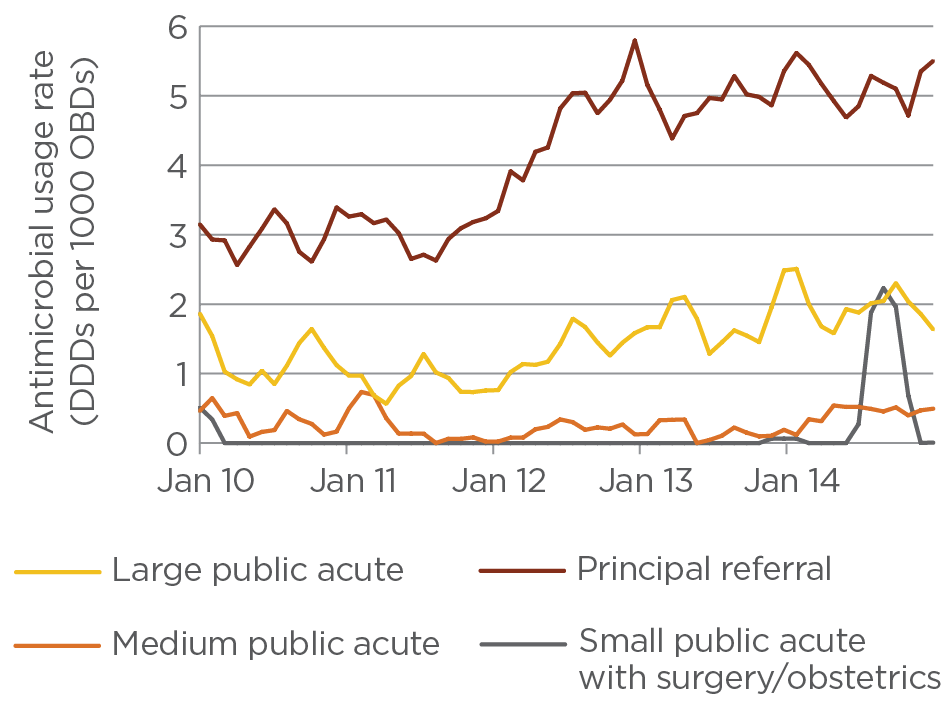 Antimicrobial usage rate
(DDDs per 1000 OBDs)
6
5
4
3
2
1
0
Jan 10 Jan 11 Jan 12 Jan 13 Jan 14
Large public acute
Principal referral
Medium public acute
Small public acute
with surgery/obstetrics